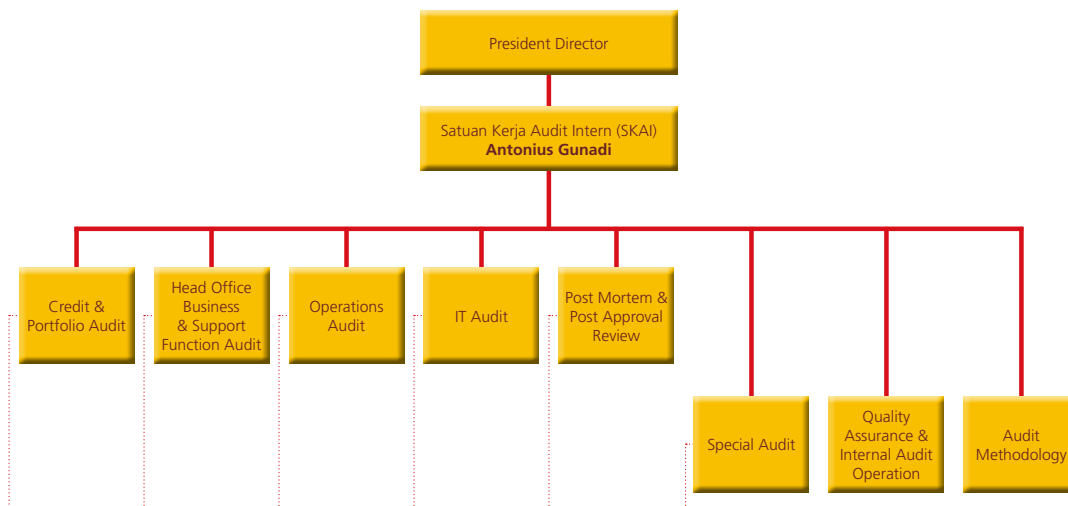 President Director
Satuan Kerja Audit Intern (SKAI)
Antonius Gunadi
Credit &
Portfolio Audit
Head Office
Business
& Support
Function Audit
Operations
Audit
IT Audit
Post Mortem &
Post Approval
Review
Special Audit
Quality
Assurance &
Internal Audit
Operation
Audit
Methodology